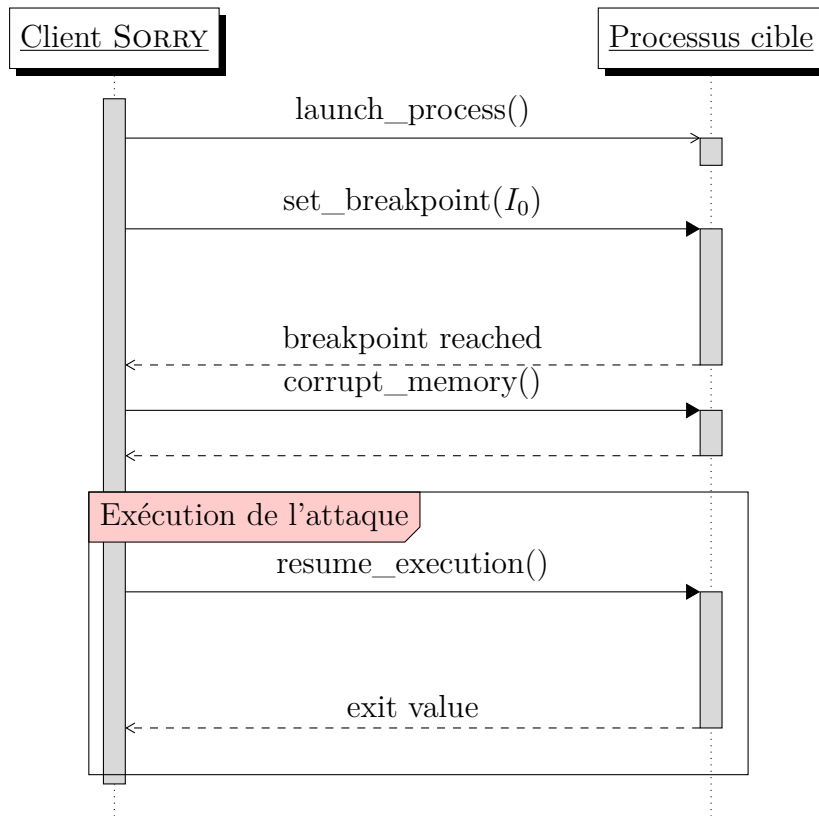 Client SORRY
Processus cible
launch_process()
set_breakpoint(I₀)
breakpoint reached
corrupt_memory()
Exécution de l'attaque
resume_execution()
exit value